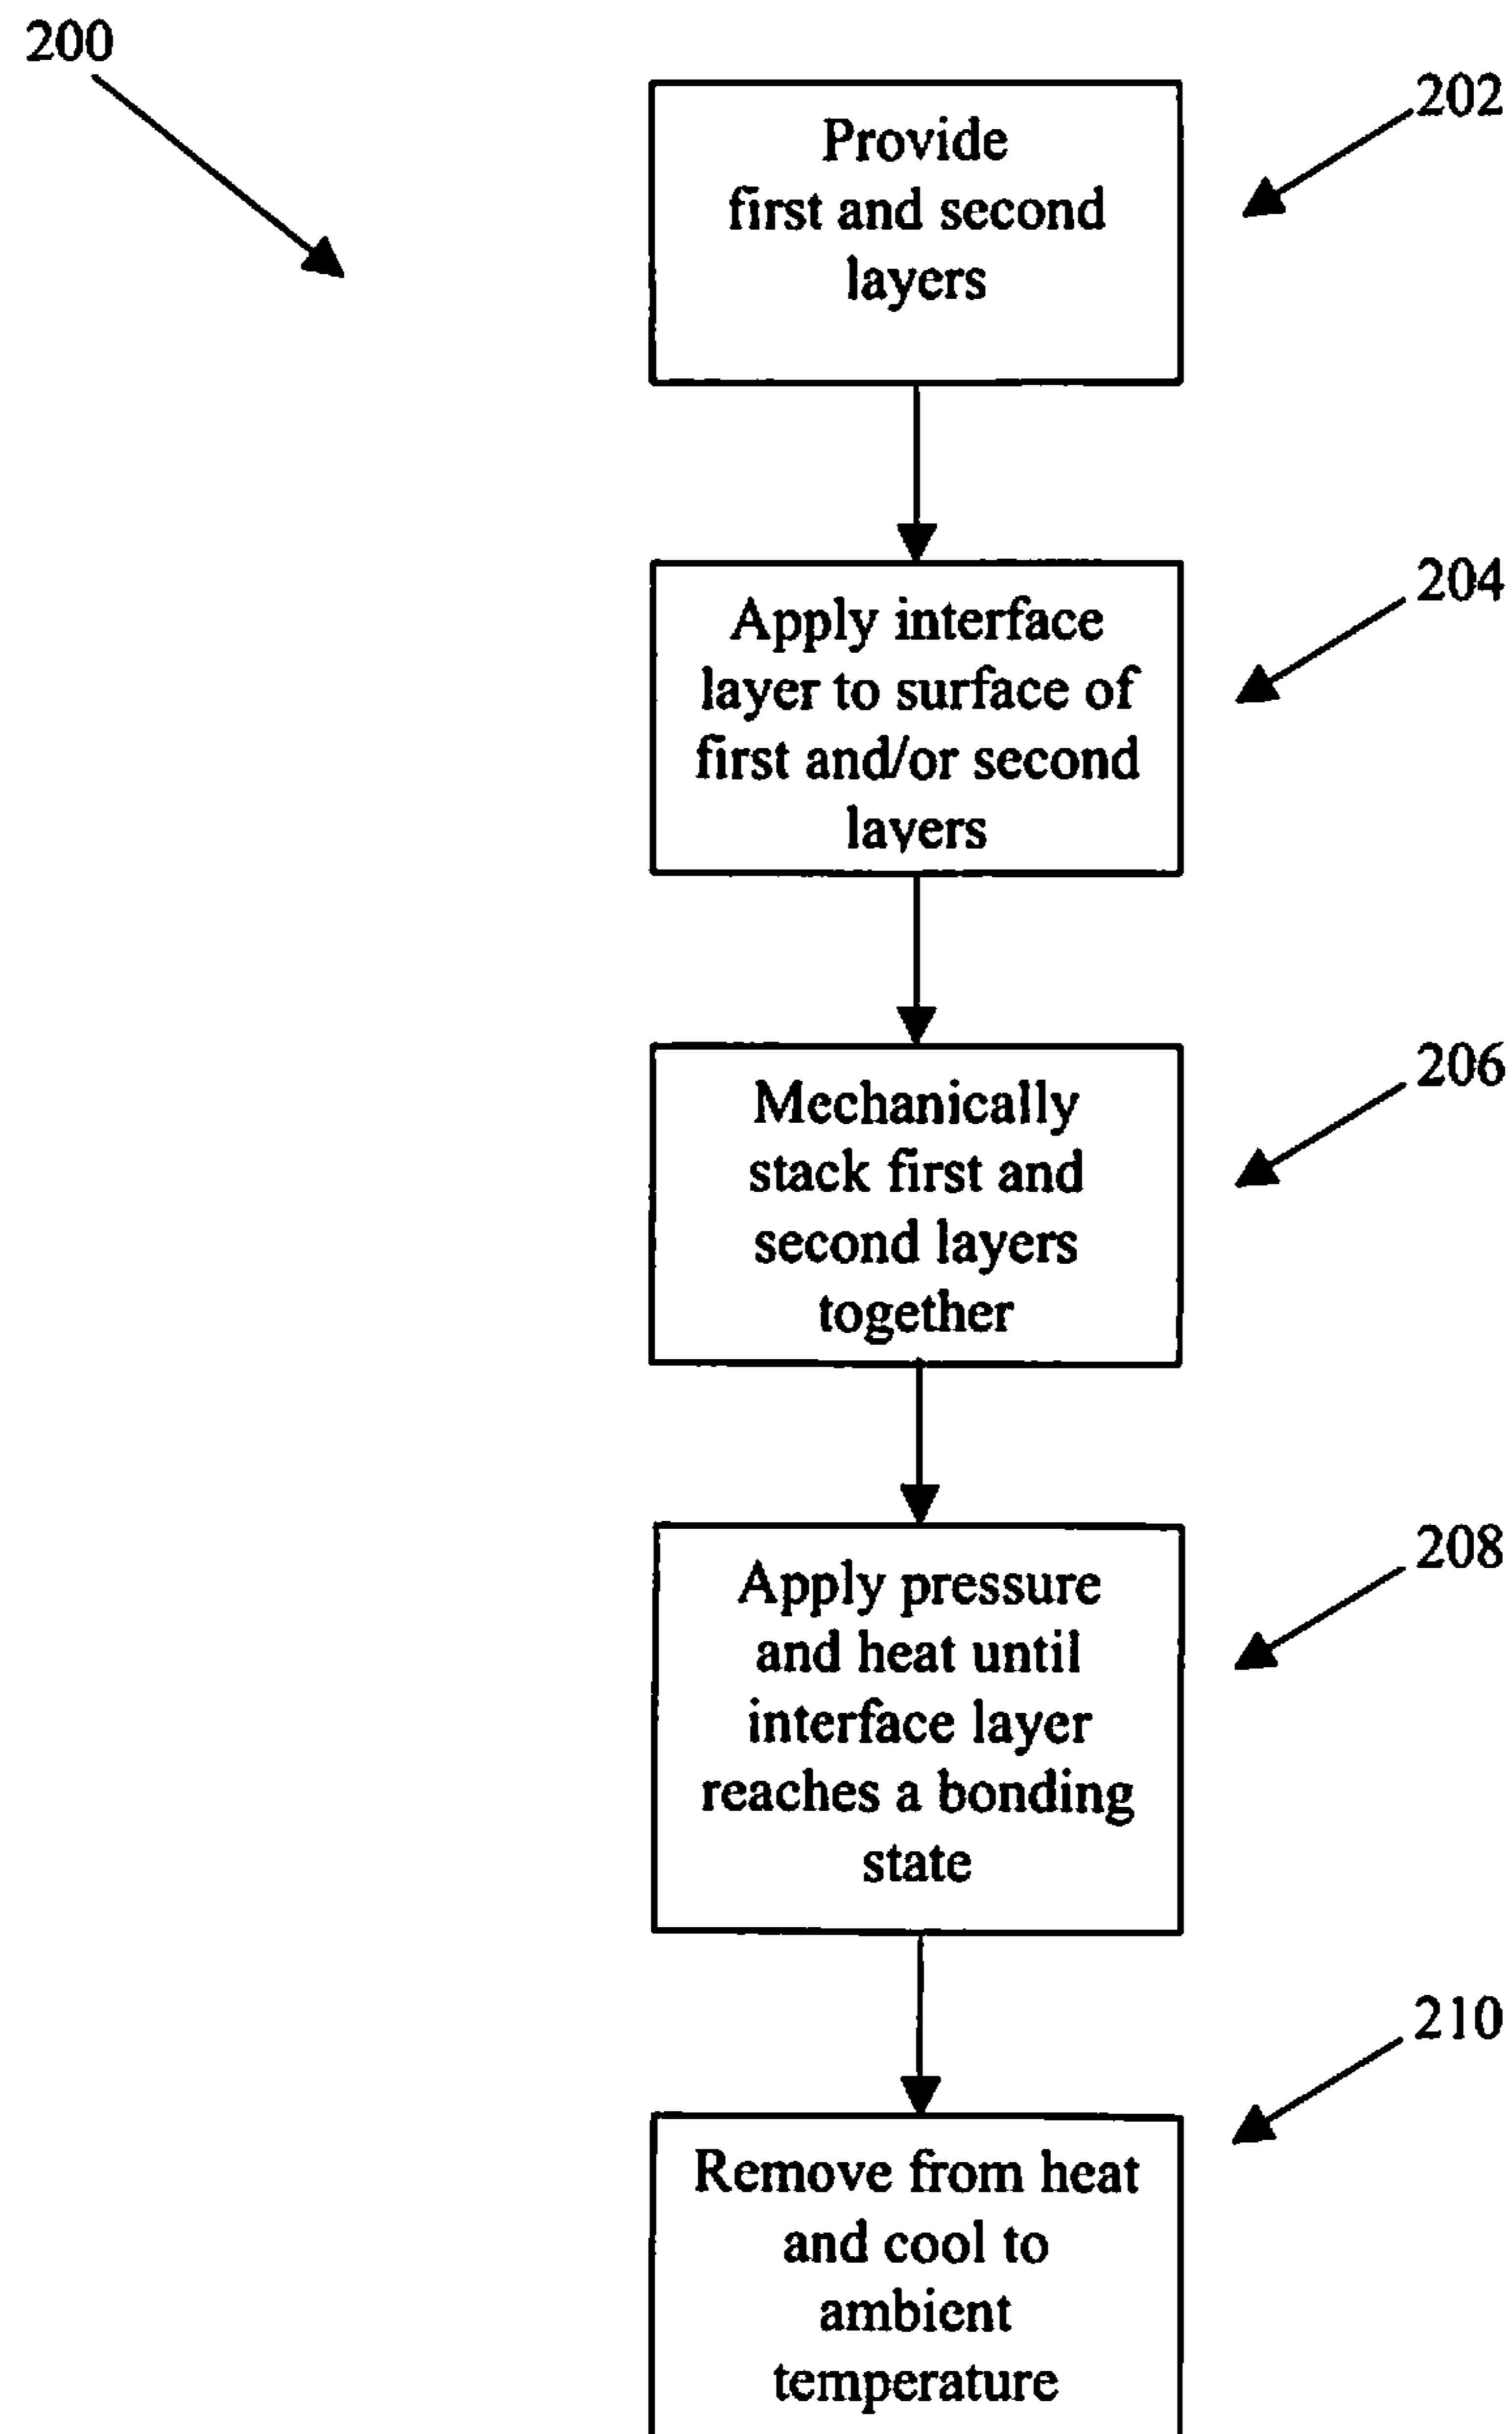 200
202
Provide
first and second
layers
204
Apply interface
layer to surface of
first and/or second
layers
206
Mechanically
stack first and
second layers
together
208
Apply pressure
and heat until
interface layer
reaches a bonding
state
210
Remove from heat
and cool to
ambient
temperature